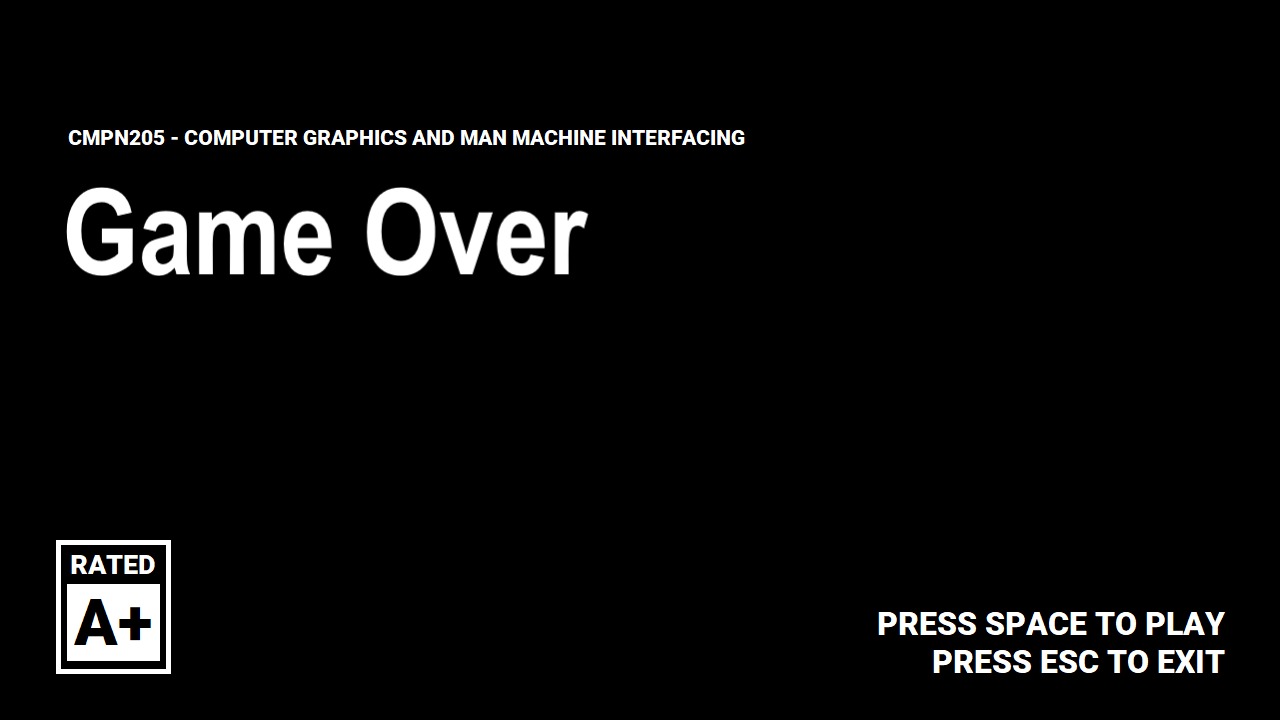 CMPN205 - COMPUTER GRAPHICS AND MAN MACHINE INTERFACING
Game Over
RATED
A+
PRESS SPACE TO PLAY
PRESS ESC TO EXIT